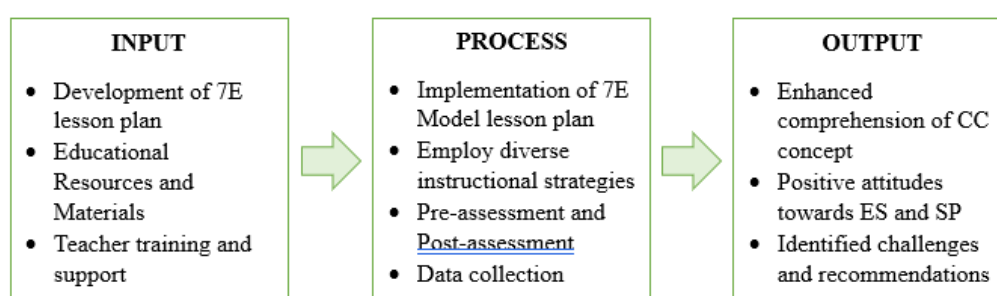 INPUT
• Development of 7E
lesson plan
• Educational
Resources and
Materials
• Teacher training and
support
PROCESS
• Implementation of 7E
Model lesson plan
• Employ diverse
instructional strategies
• Pre-assessment and
Post-assessment
• Data collection
OUTPUT
• Enhanced
comprehension of CC
concept
• Positive attitudes
towards ES and SP
• Identified challenges
and recommendations